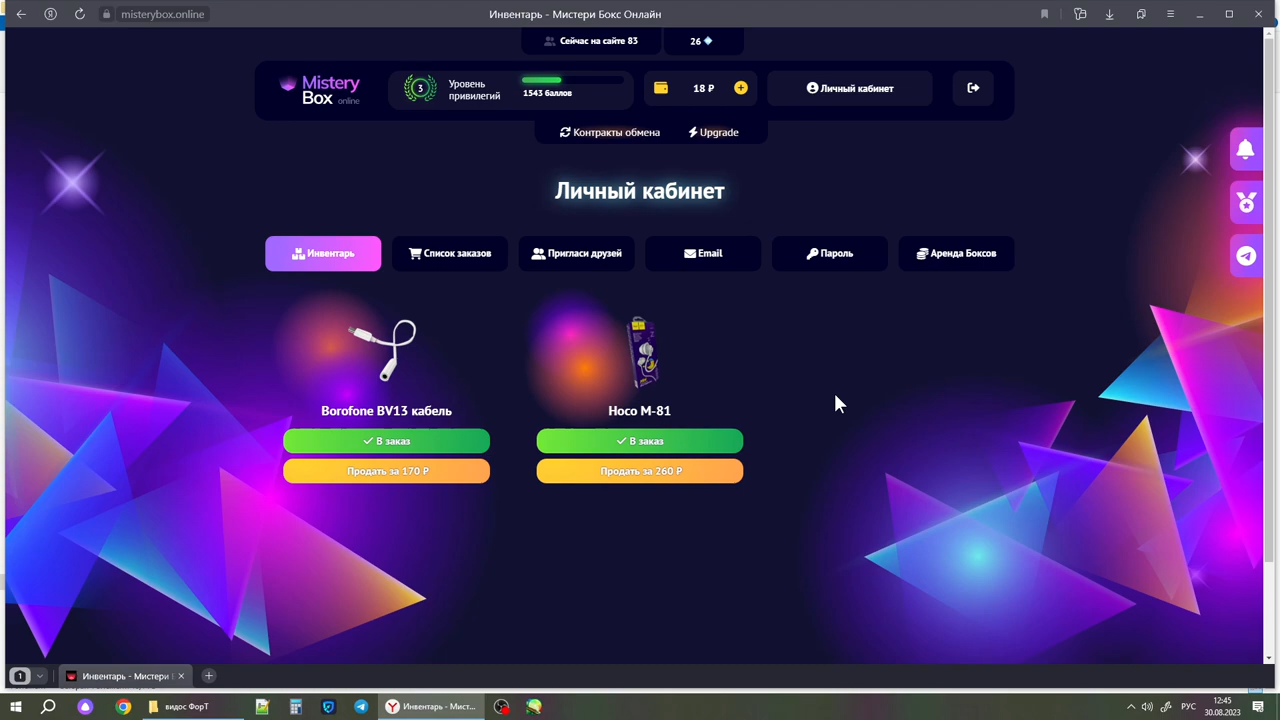 misterybox.online
Инвентарь - Мистери Бокс Онлайн
Сейчас на сайте 83
26
Mistery
Box online
3
Уровень
привилегий
1543 баллов
18 ₽
Личный кабинет
Контракты обмена
Upgrade
Личный кабинет
Инвентарь
Список заказов
Пригласи друзей
Email
Пароль
Аренда Боксов
Borofone BV13 кабель
Hoco M-81
В заказ
В заказ
Продать за 170 ₽
Продать за 260 ₽
1
Инвентарь - Мистери
видос ФорТ
Инвентарь - Мист...
РУС
12:45
30.08.2023